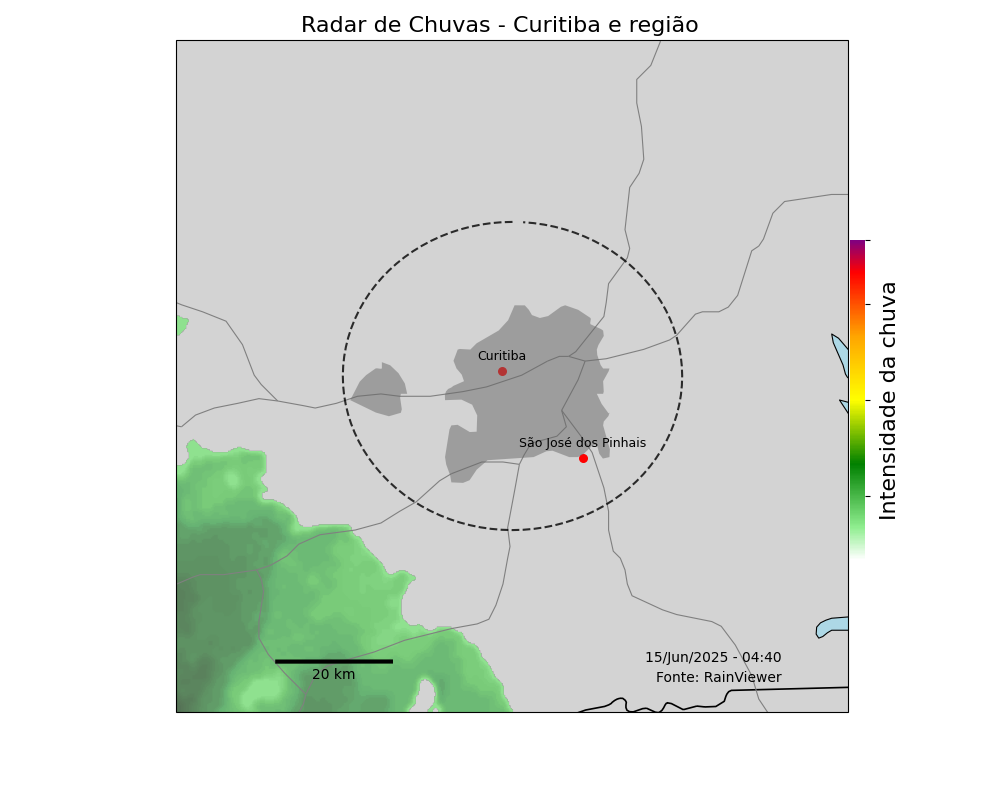 Radar de Chuvas - Curitiba e região
Curitiba
São José dos Pinhais
Intensidade da chuva
15/Jun/2025 - 04:40
20 km
Fonte: RainViewer